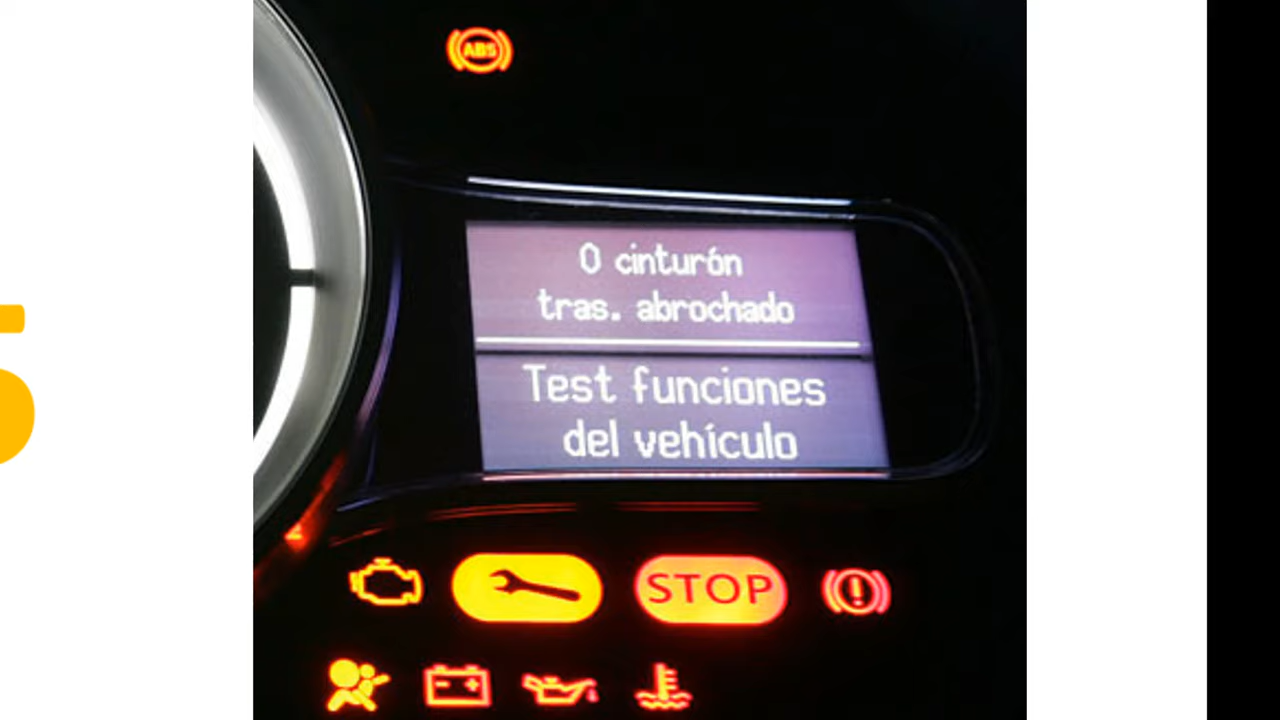 ABS
0 cinturón
tras. abrochado
Test funciones
del vehículo
STOP